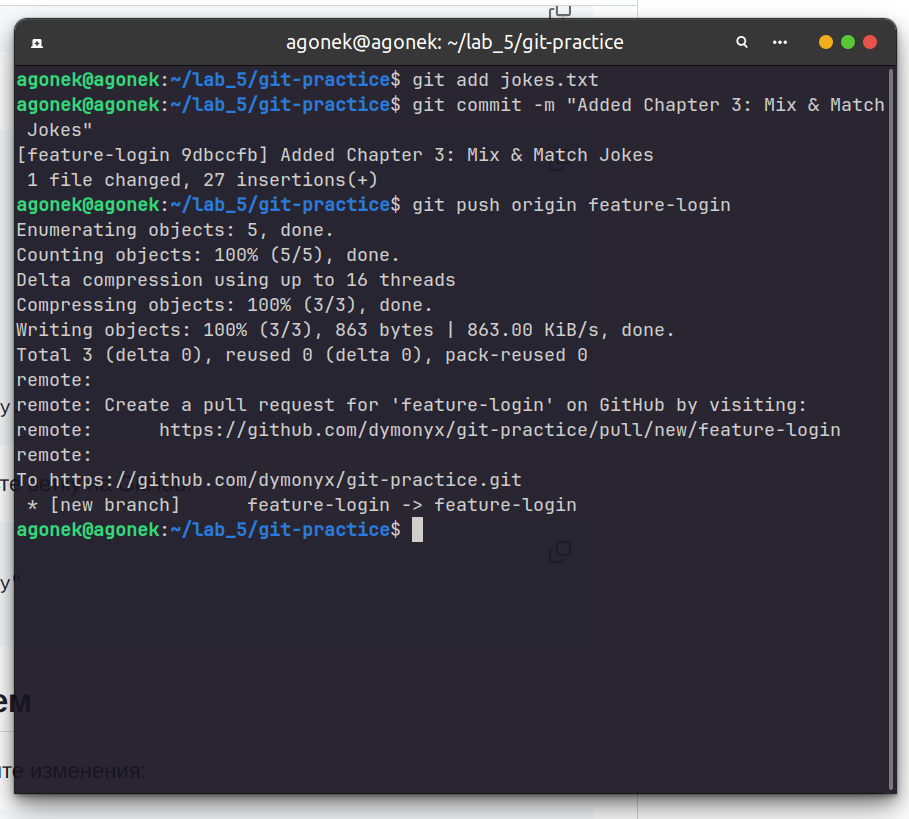 agonek@agonek: ~/lab_5/git-practice
agonek@agonek:~/lab_5/git-practice$ git add jokes.txt
agonek@agonek:~/lab_5/git-practice$ git commit -m "Added Chapter 3: Mix & Match
 Jokes"
[feature-login 9dbccfb] Added Chapter 3: Mix & Match Jokes
 1 file changed, 27 insertions(+)
agonek@agonek:~/lab_5/git-practice$ git push origin feature-login
Enumerating objects: 5, done.
Counting objects: 100% (5/5), done.
Delta compression using up to 16 threads
Compressing objects: 100% (3/3), done.
Writing objects: 100% (3/3), 863 bytes | 863.00 KiB/s, done.
Total 3 (delta 0), reused 0 (delta 0), pack-reused 0
remote:
remote: Create a pull request for 'feature-login' on GitHub by visiting:
remote:      https://github.com/dymonyx/git-practice/pull/new/feature-login
remote:
To https://github.com/dymonyx/git-practice.git
 * [new branch]      feature-login -> feature-login
agonek@agonek:~/lab_5/git-practice$
у
у"
ем
те изменения: